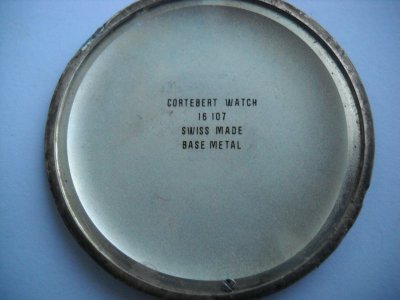 CORTEBERT WATCH
16 107
SWISS MADE
BASE METAL